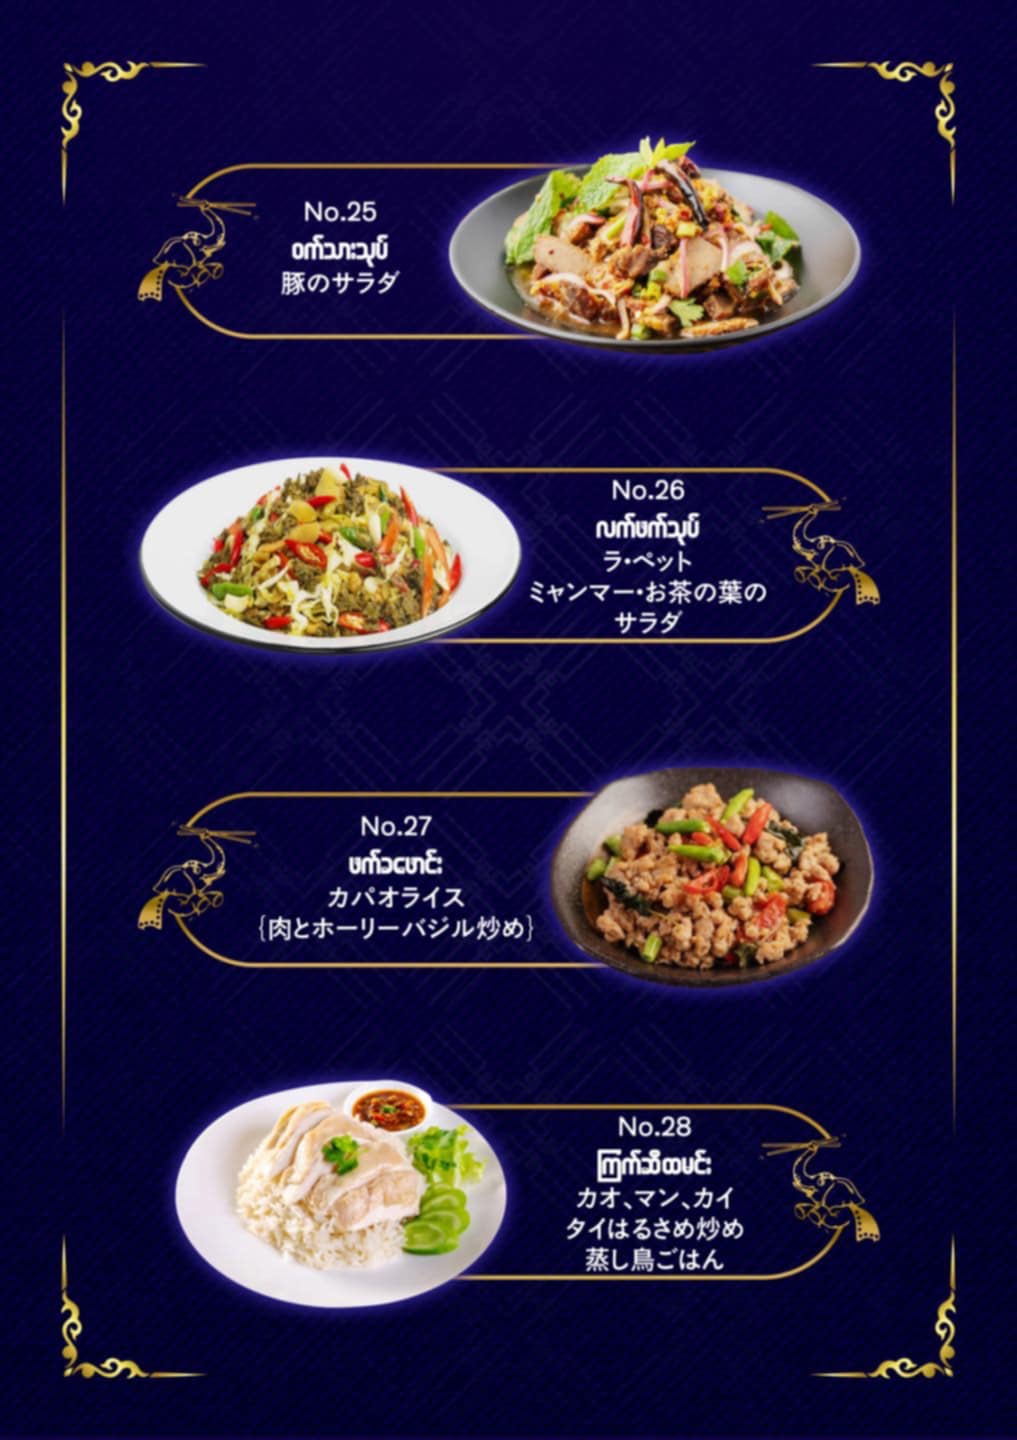 No.25
ဝက်သားသုပ်
豚のサラダ
No.26
လက်ဖက်သုပ်
ラ・ペット
ミャンマー・お茶の葉の
サラダ
No.27
ဖက်ခဖောင်း
カパオライス
{肉とホーリーバジル炒め}
No.28
ကြက်ဆီထမင်း
カオ、マン、カイ
タイはるさめ炒め
蒸し鳥ごはん